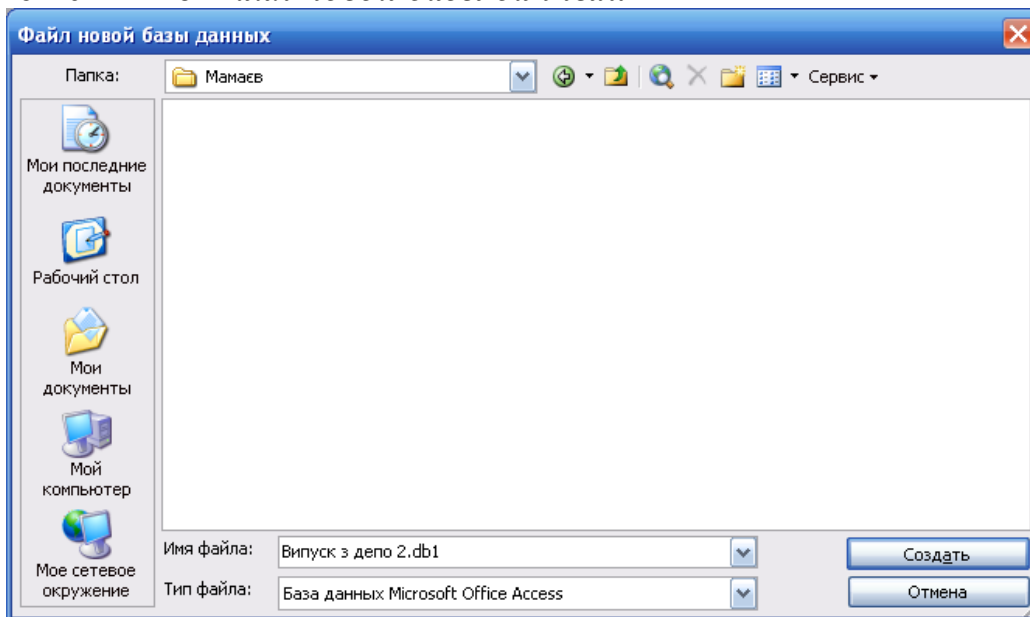 Файл новой базы данных
Папка:
Мамаєв
Сервис
Мои последние
документы
Рабочий стол
Мои
документы
Мой
компьютер
Мое сетевое
окружение
Имя файла:
Випуск з депо 2.db1
Создать
Тип файла:
База данных Microsoft Office Access
Отмена